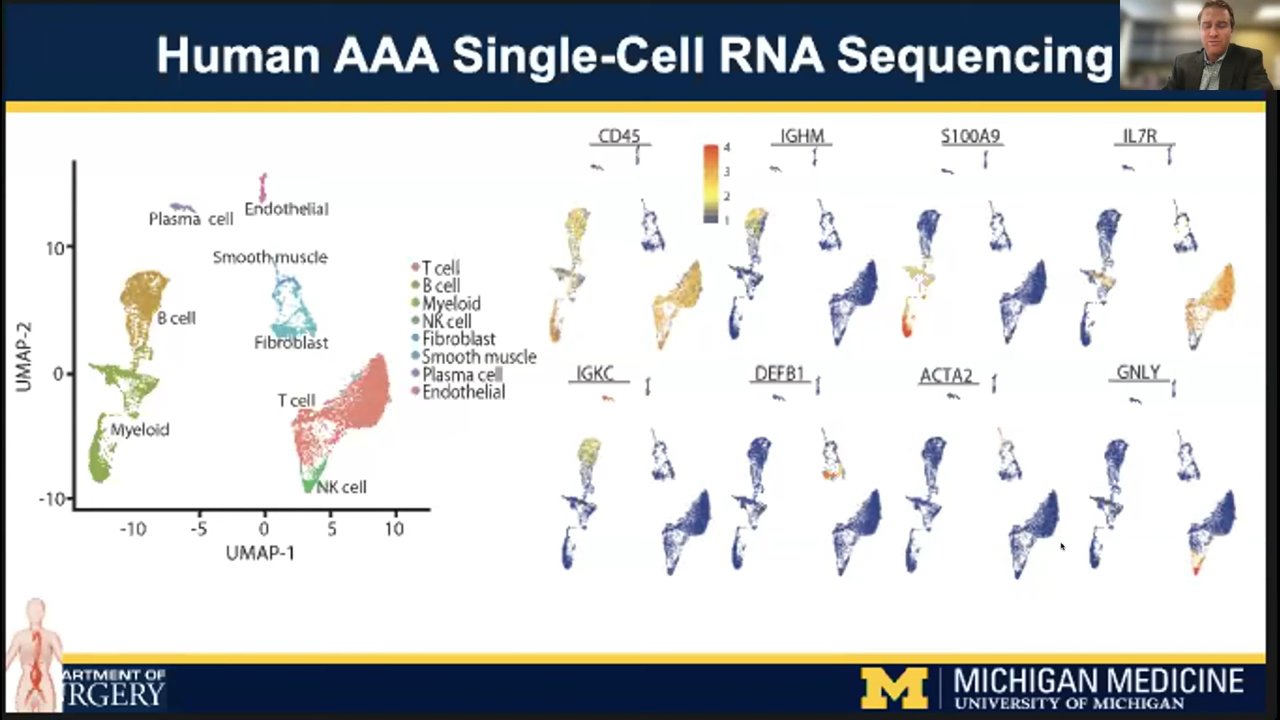 Human AAA Single-Cell RNA Sequencing
UMAP-2
10
0
-10
-10
-5
0
5
10
UMAP-1
Plasma cell
Endothelial
Smooth muscle
B cell
Fibroblast
T cell
Myeloid
NK cell
T cell
B cell
Myeloid
NK cell
Fibroblast
Smooth muscle
Plasma cell
Endothelial
CD45
4
3
2
1
IGHM
S100A9
IL7R
IGKC
DEFB1
ACTA2
GNLY
ARTMENT OF
RGERY
M
MICHIGAN MEDICINE
UNIVERSITY OF MICHIGAN